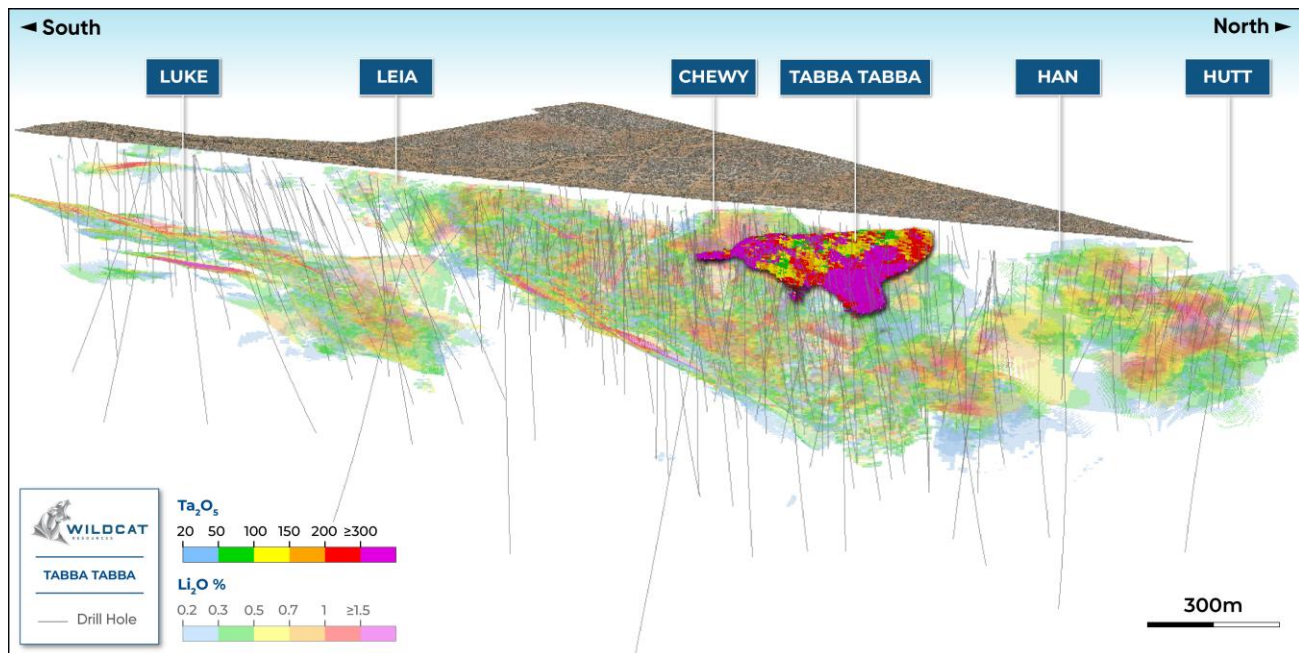 ◄ South
North ►
LUKE
LEIA
CHEWY
TABBA TABBA
HAN
HUTT
WILDCAT
RESOURCES
TABBA TABBA
Drill Hole
Ta₂O₅
20 50 100 150 200 ≥300
Li₂O %
0.2 0.3 0.5 0.7 1 ≥1.5
300m